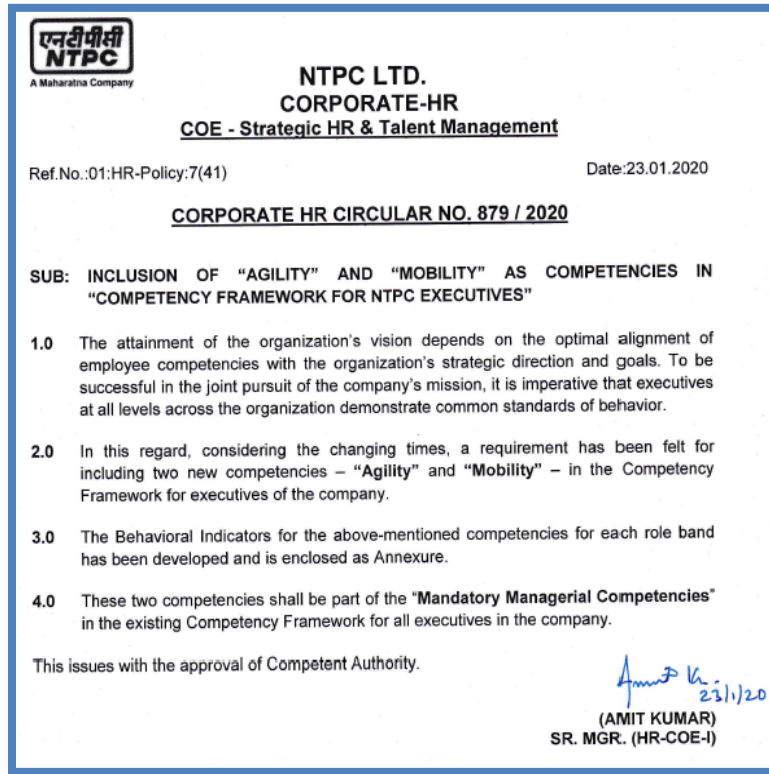 एनटीपीसी
NTPC
A Maharatna Company
NTPC LTD.
CORPORATE-HR
COE - Strategic HR & Talent Management
Ref.No.:01:HR-Policy:7(41) Date:23.01.2020
CORPORATE HR CIRCULAR NO. 879 / 2020
SUB: INCLUSION OF “AGILITY” AND “MOBILITY” AS COMPETENCIES IN
“COMPETENCY FRAMEWORK FOR NTPC EXECUTIVES”
1.0 The attainment of the organization’s vision depends on the optimal alignment of
employee competencies with the organization’s strategic direction and goals. To be
successful in the joint pursuit of the company’s mission, it is imperative that executives
at all levels across the organization demonstrate common standards of behavior.
2.0 In this regard, considering the changing times, a requirement has been felt for
including two new competencies – “Agility” and “Mobility” – in the Competency
Framework for executives of the company.
3.0 The Behavioral Indicators for the above-mentioned competencies for each role band
has been developed and is enclosed as Annexure.
4.0 These two competencies shall be part of the “Mandatory Managerial Competencies”
in the existing Competency Framework for all executives in the company.
This issues with the approval of Competent Authority.
23/1/20
(AMIT KUMAR)
SR. MGR. (HR-COE-I)